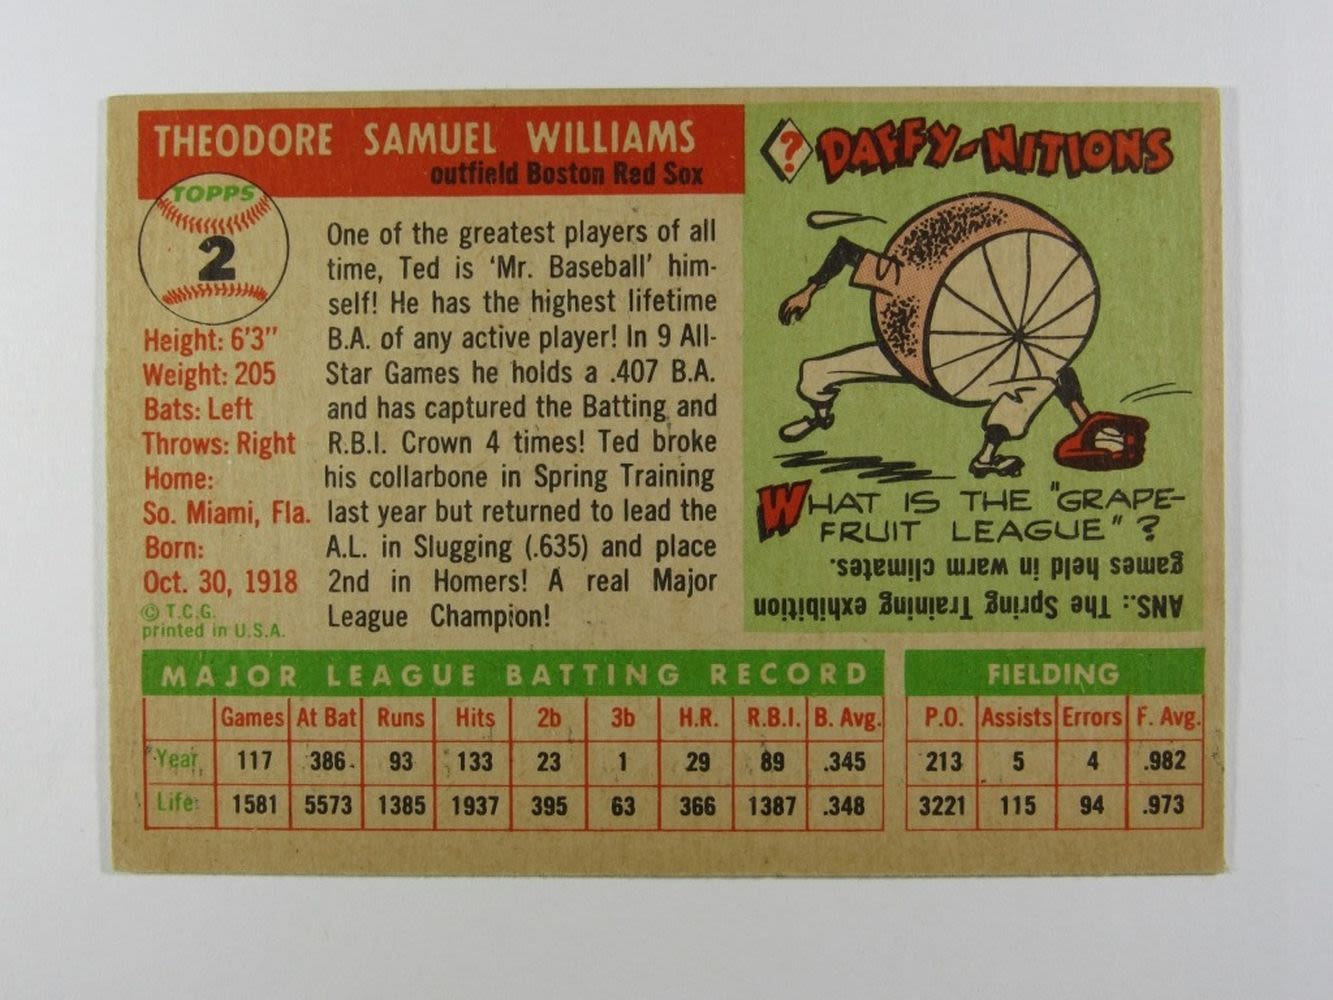 THEODORE SAMUEL WILLIAMS
outfield Boston Red Sox
TOPPS
2
Height: 6'3"
Weight: 205
Bats: Left
Throws: Right
Home:
So. Miami, Fla.
Born:
Oct. 30, 1918
© T.C.G.
printed in U.S.A.
One of the greatest players of all
time, Ted is 'Mr. Baseball' him-
self! He has the highest lifetime
B.A. of any active player! In 9 All-
Star Games he holds a .407 B.A.
and has captured the Batting and
R.B.I. Crown 4 times! Ted broke
his collarbone in Spring Training
last year but returned to lead the
A.L. in Slugging (.635) and place
2nd in Homers! A real Major
League Champion!
? DAFFY-NITIONS
WHAT IS THE "GRAPE-
FRUIT LEAGUE"?
ANS.: The Spring Training exhibition
games held in warm climates.
MAJOR LEAGUE BATTING RECORD
Games At Bat Runs Hits 2b 3b H.R. R.B.I. B. Avg.
Year 117 386 93 133 23 1 29 89 .345
Life 1581 5573 1385 1937 395 63 366 1387 .348
FIELDING
P.O. Assists Errors F. Avg.
213 5 4 .982
3221 115 94 .973